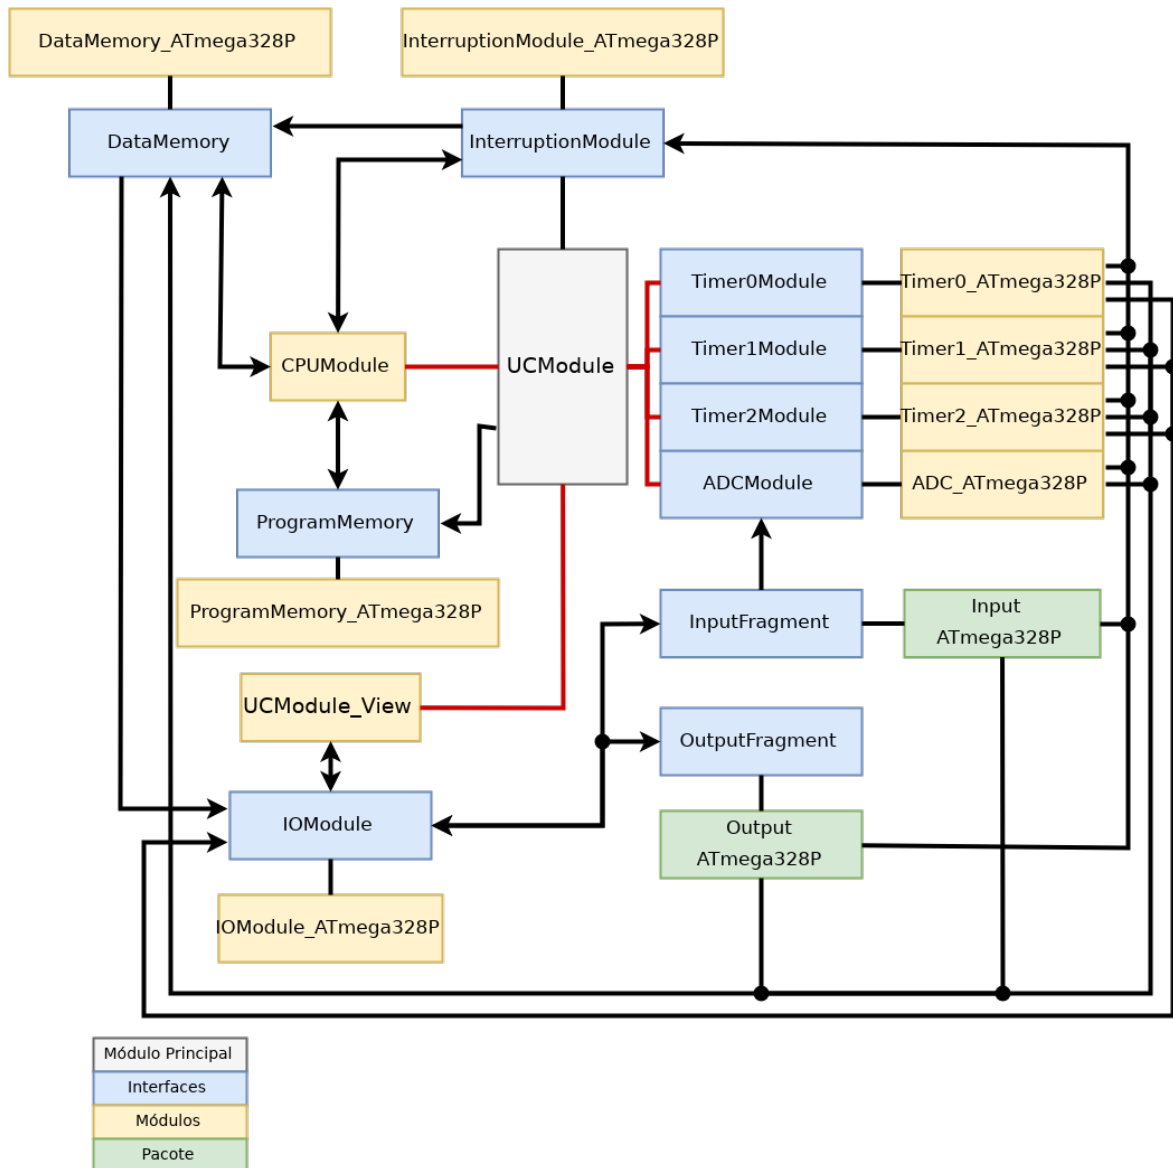 DataMemory_ATmega328P
InterruptionModule_ATmega328P
DataMemory
InterruptionModule
Timer0Module
Timer0_ATmega328P
Timer1Module
Timer1_ATmega328P
CPUModule
UCModule
Timer2Module
Timer2_ATmega328P
ADCModule
ADC_ATmega328P
ProgramMemory
ProgramMemory_ATmega328P
InputFragment
Input
ATmega328P
UCModule_View
OutputFragment
IOModule
Output
ATmega328P
IOModule_ATmega328P
Módulo Principal
Interfaces
Módulos
Pacote